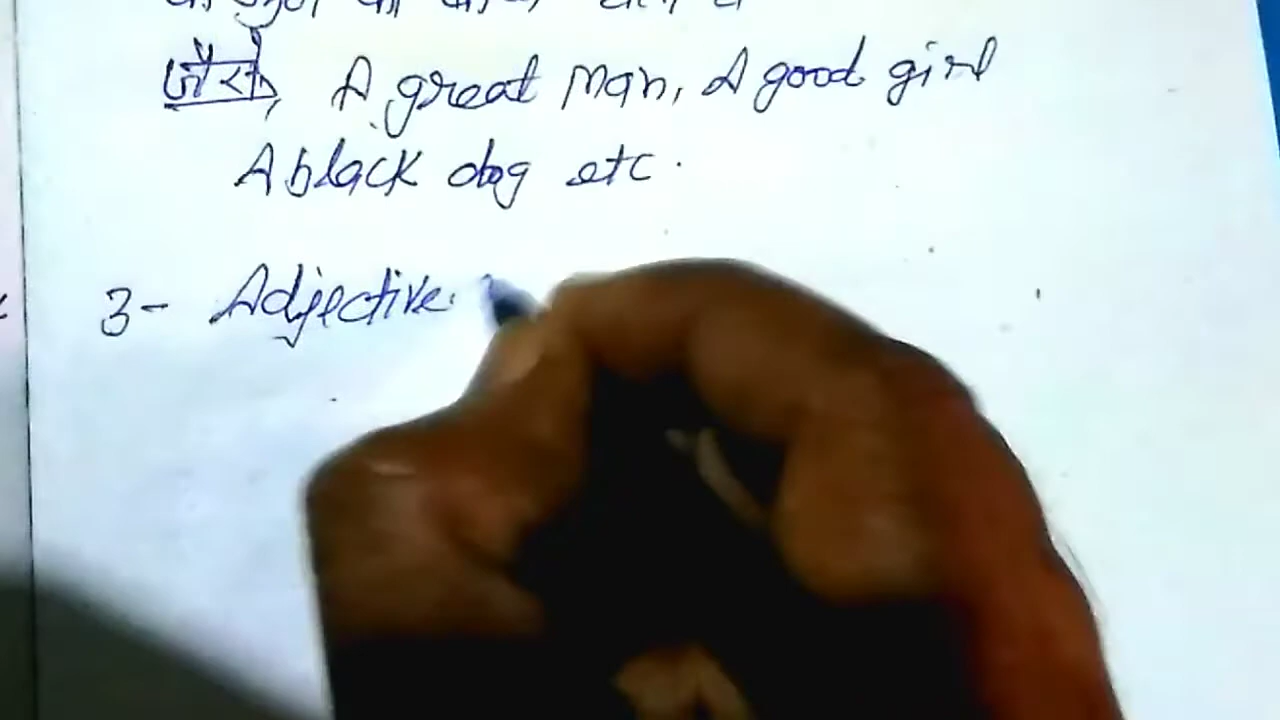 जैसे, A great man, A good girl
A black dog etc.
3- Adjective